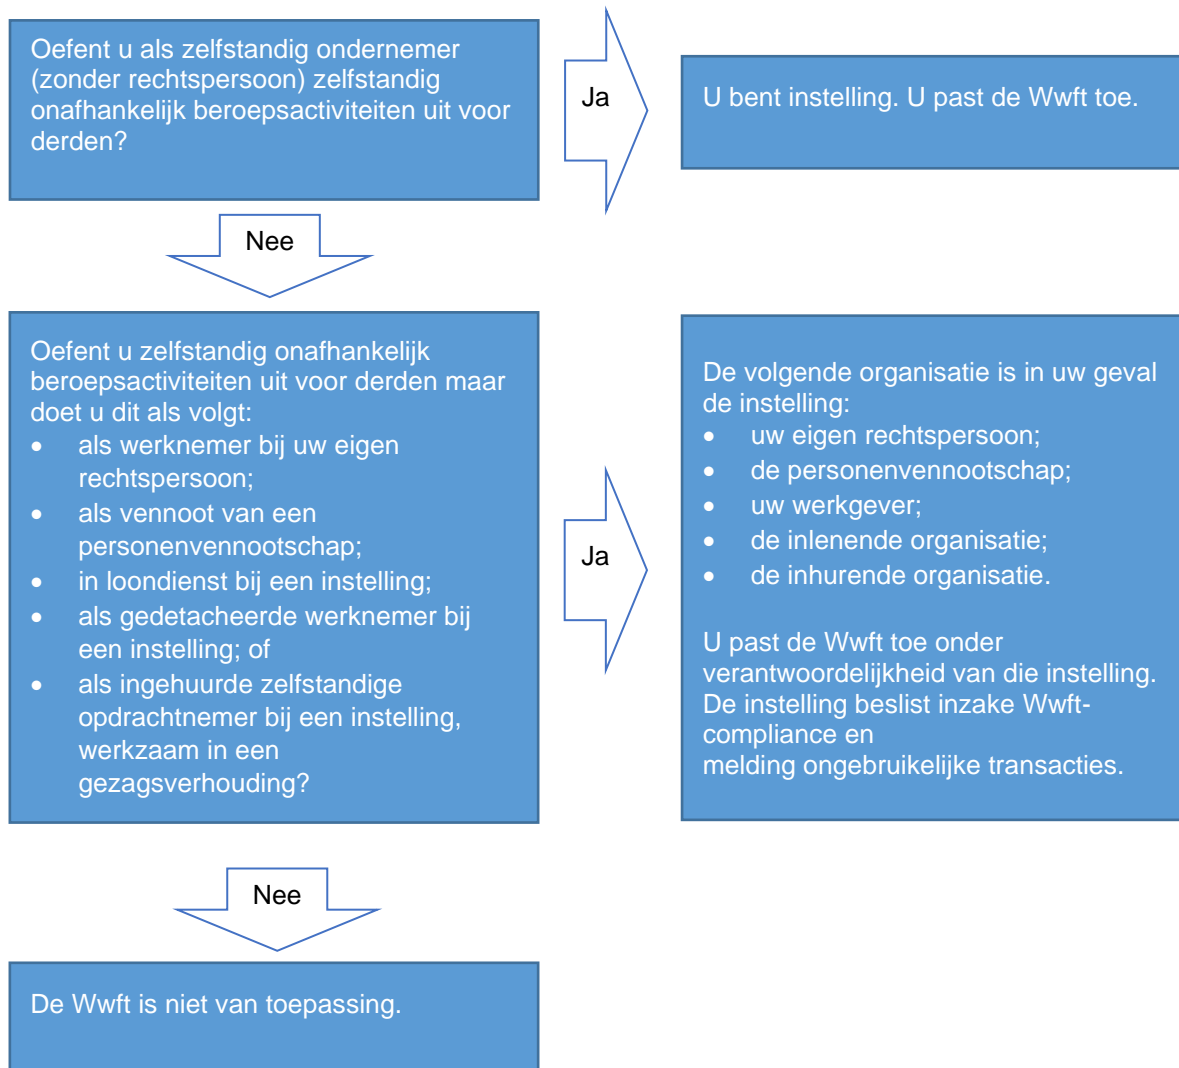 Oefent u als zelfstandig ondernemer
(zonder rechtspersoon) zelfstandig
onafhankelijk beroepsactiviteiten uit voor
derden?
Ja
U bent instelling. U past de Wwft toe.
Nee
Oefent u zelfstandig onafhankelijk
beroepsactiviteiten uit voor derden maar
doet u dit als volgt:
• als werknemer bij uw eigen
rechtspersoon;
• als vennoot van een
personenvennootschap;
• in loondienst bij een instelling;
• als gedetacheerde werknemer bij
een instelling; of
• als ingehuurde zelfstandige
opdrachtnemer bij een instelling,
werkzaam in een
gezagsverhouding?
Ja
De volgende organisatie is in uw geval
de instelling:
• uw eigen rechtspersoon;
• de personenvennootschap;
• uw werkgever;
• de inlenende organisatie;
• de inhurende organisatie.
U past de Wwft toe onder
verantwoordelijkheid van die instelling.
De instelling beslist inzake Wwft-
compliance en
melding ongebruikelijke transacties.
Nee
De Wwft is niet van toepassing.